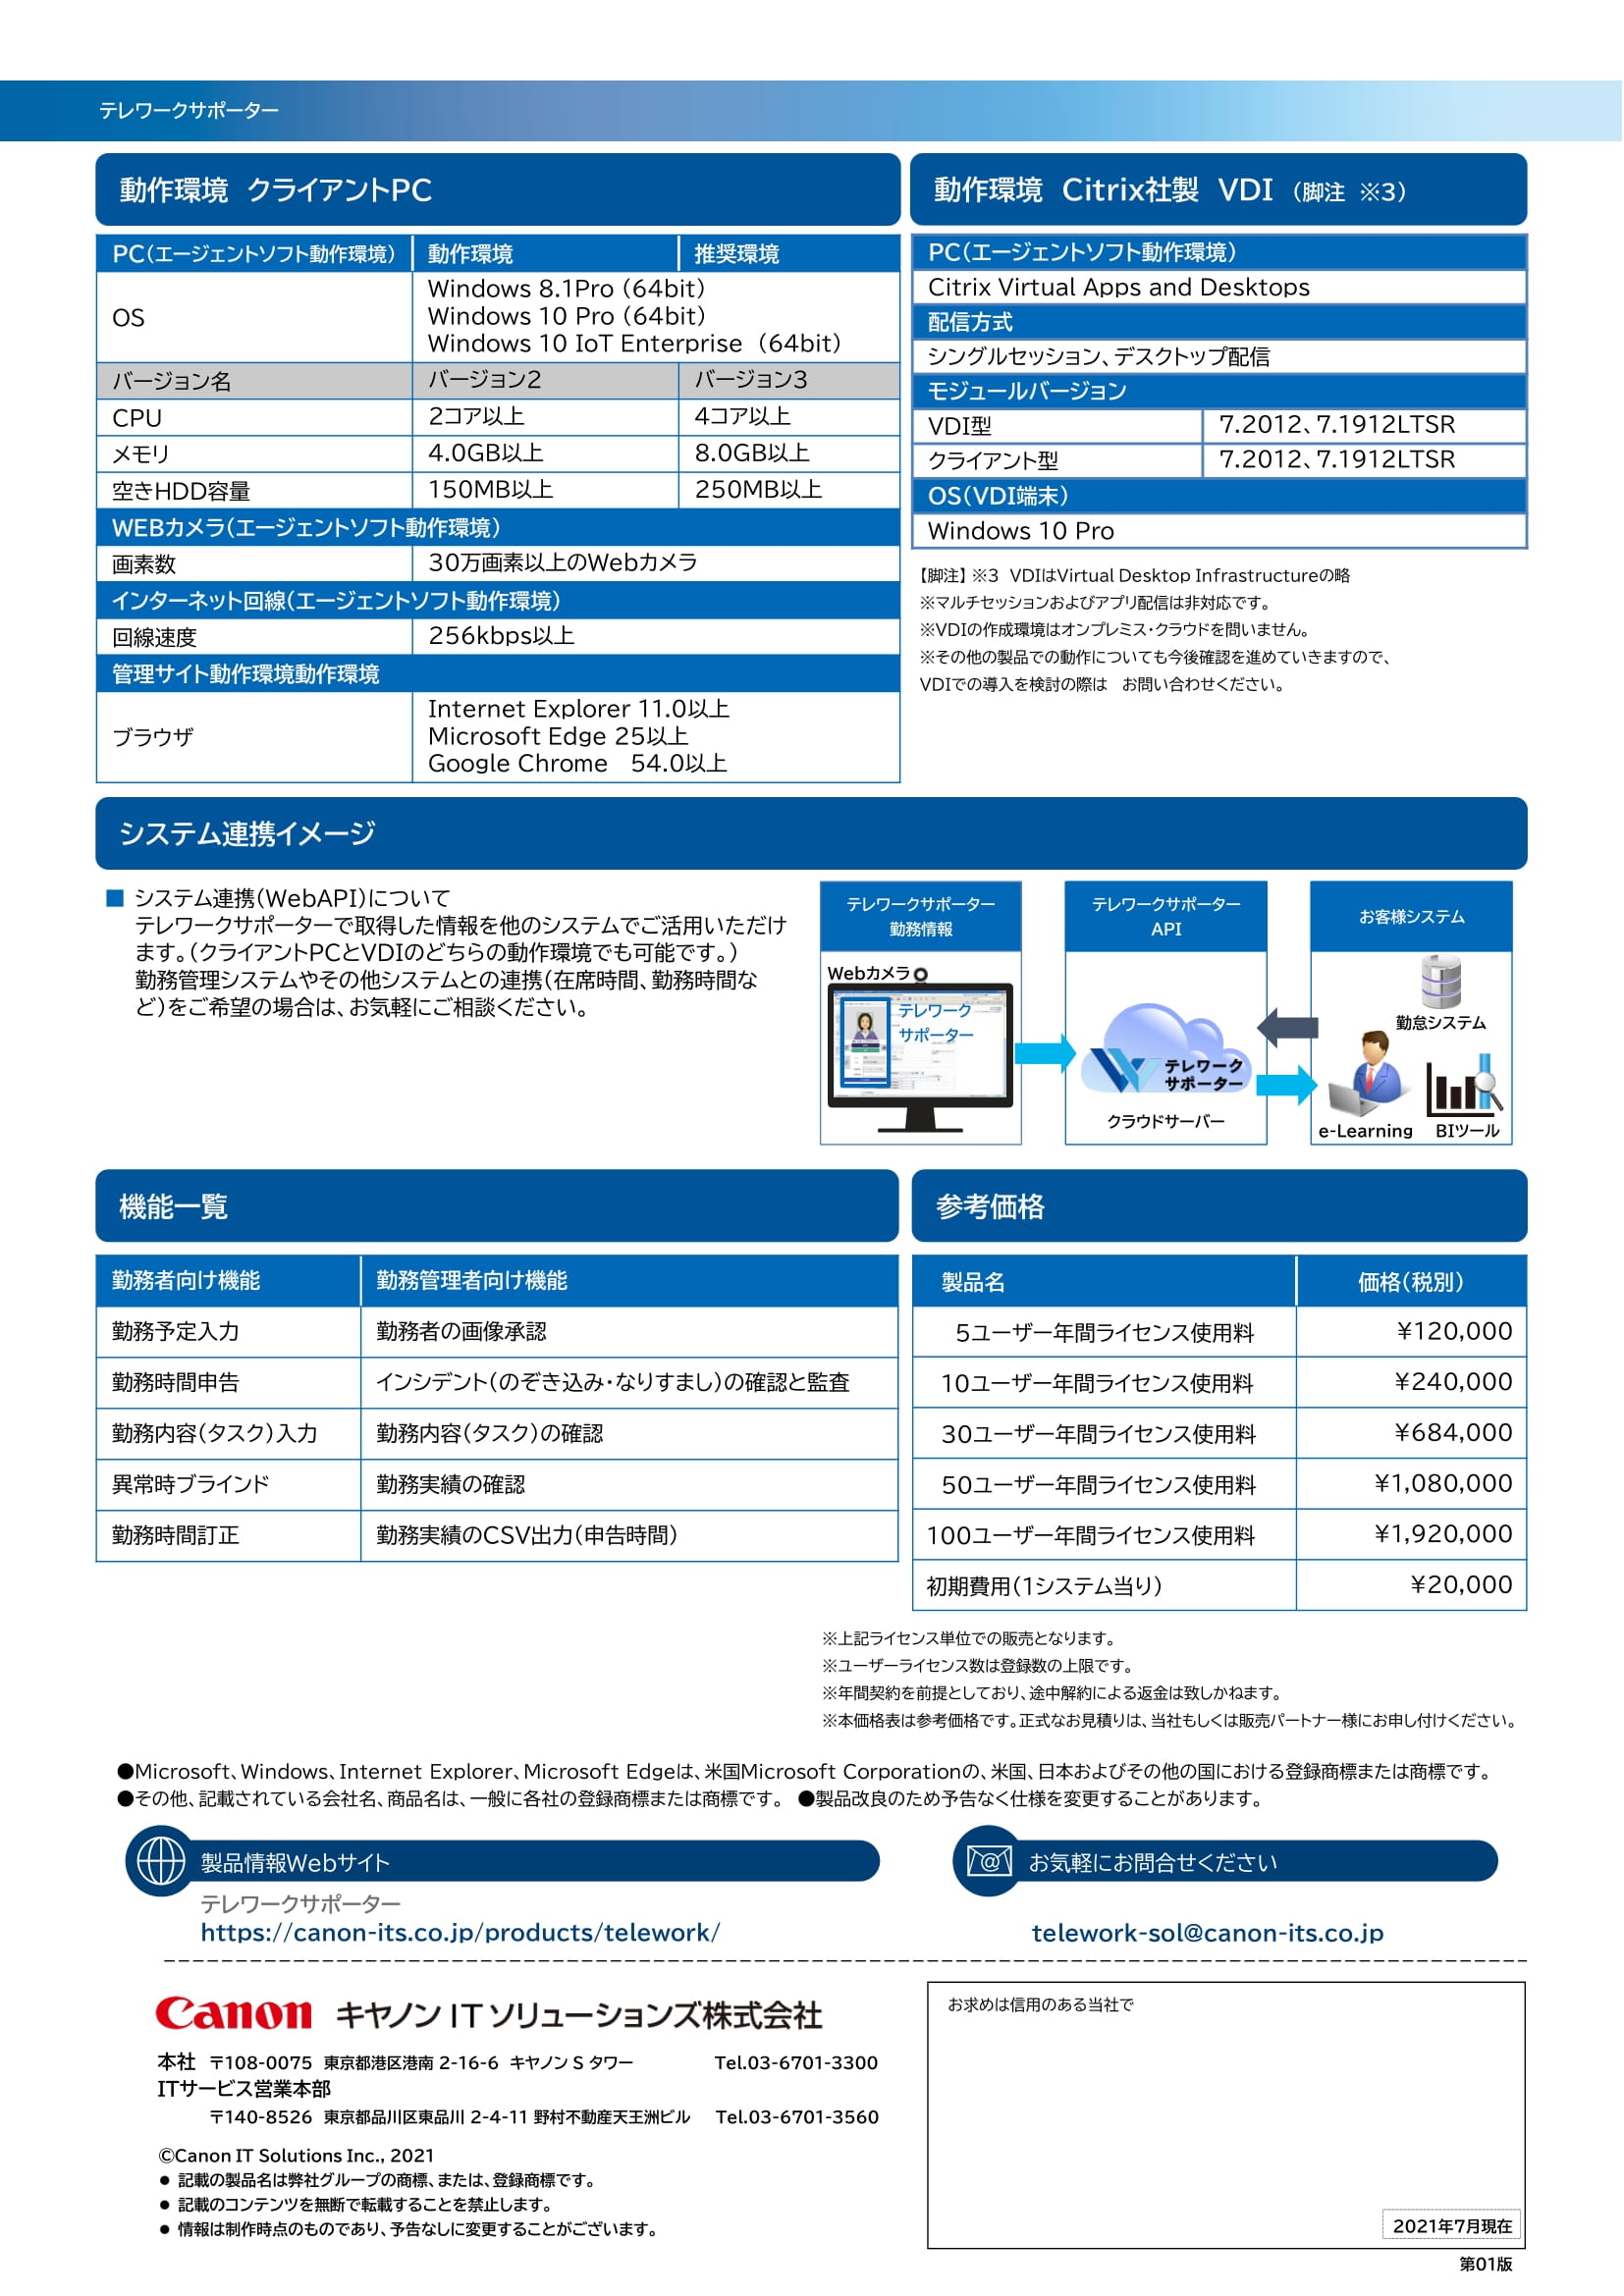 テレワークサポーター
動作環境 クライアントPC
PC（エージェントソフト動作環境） 動作環境 推奨環境
OS
Windows 8.1Pro（64bit）
Windows 10 Pro（64bit）
Windows 10 IoT Enterprise（64bit）
バージョン名 バージョン2 バージョン3
CPU 2コア以上 4コア以上
メモリ 4.0GB以上 8.0GB以上
空きHDD容量 150MB以上 250MB以上
WEBカメラ（エージェントソフト動作環境）
画素数 30万画素以上のWebカメラ
インターネット回線（エージェントソフト動作環境）
回線速度 256kbps以上
管理サイト動作環境動作環境
ブラウザ
Internet Explorer 11.0以上
Microsoft Edge 25以上
Google Chrome 54.0以上
動作環境 Citrix社製 VDI（脚注 ※3）
PC（エージェントソフト動作環境）
Citrix Virtual Apps and Desktops
配信方式
シングルセッション、デスクトップ配信
モジュールバージョン
VDI型 7.2012、7.1912LTSR
クライアント型 7.2012、7.1912LTSR
OS（VDI端末）
Windows 10 Pro
【脚注】※3 VDIはVirtual Desktop Infrastructureの略
※マルチセッションおよびアプリ配信は非対応です。
※VDIの作成環境はオンプレミス・クラウドを問いません。
※その他の製品での動作についても今後確認を進めていきますので、
VDIでの導入を検討の際は お問い合わせください。
システム連携イメージ
■ システム連携（WebAPI）について
テレワークサポーターで取得した情報を他のシステムでご活用いただけ
ます。（クライアントPCとVDIのどちらの動作環境でも可能です。）
勤務管理システムやその他システムとの連携（在席時間、勤務時間な
ど）をご希望の場合は、お気軽にご相談ください。
テレワークサポーター
勤務情報
Webカメラ
テレワーク
サポーター
テレワークサポーター
API
テレワーク
サポーター
クラウドサーバー
お客様システム
勤怠システム
e-Learning BIツール
機能一覧
勤務者向け機能 勤務管理者向け機能
勤務予定入力 勤務者の画像承認
勤務時間申告 インシデント（のぞき込み・なりすまし）の確認と監査
勤務内容（タスク）入力 勤務内容（タスク）の確認
異常時ブラインド 勤務実績の確認
勤務時間訂正 勤務実績のCSV出力（申告時間）
参考価格
製品名 価格（税別）
5ユーザー年間ライセンス使用料 ¥120,000
10ユーザー年間ライセンス使用料 ¥240,000
30ユーザー年間ライセンス使用料 ¥684,000
50ユーザー年間ライセンス使用料 ¥1,080,000
100ユーザー年間ライセンス使用料 ¥1,920,000
初期費用（1システム当り） ¥20,000
※上記ライセンス単位での販売となります。
※ユーザーライセンス数は登録数の上限です。
※年間契約を前提としており、途中解約による返金は致しかねます。
※本価格表は参考価格です。正式なお見積りは、当社もしくは販売パートナー様にお申し付けください。
●Microsoft、Windows、Internet Explorer、Microsoft Edgeは、米国Microsoft Corporationの、米国、日本およびその他の国における登録商標または商標です。
●その他、記載されている会社名、商品名は、一般に各社の登録商標または商標です。 ●製品改良のため予告なく仕様を変更することがあります。
製品情報Webサイト
テレワークサポーター
https://canon-its.co.jp/products/telework/
@ お気軽にお問合せください
telework-sol@canon-its.co.jp
Canon キヤノンITソリューションズ株式会社
本社 〒108-0075 東京都港区港南 2-16-6 キヤノン S タワー Tel.03-6701-3300
ITサービス営業本部
〒140-8526 東京都品川区東品川 2-4-11 野村不動産天王洲ビル Tel.03-6701-3560
©Canon IT Solutions Inc., 2021
● 記載の製品名は弊社グループの商標、または、登録商標です。
● 記載のコンテンツを無断で転載することを禁止します。
● 情報は制作時点のものであり、予告なしに変更することがございます。
お求めは信用のある当社で
2021年7月現在
第01版